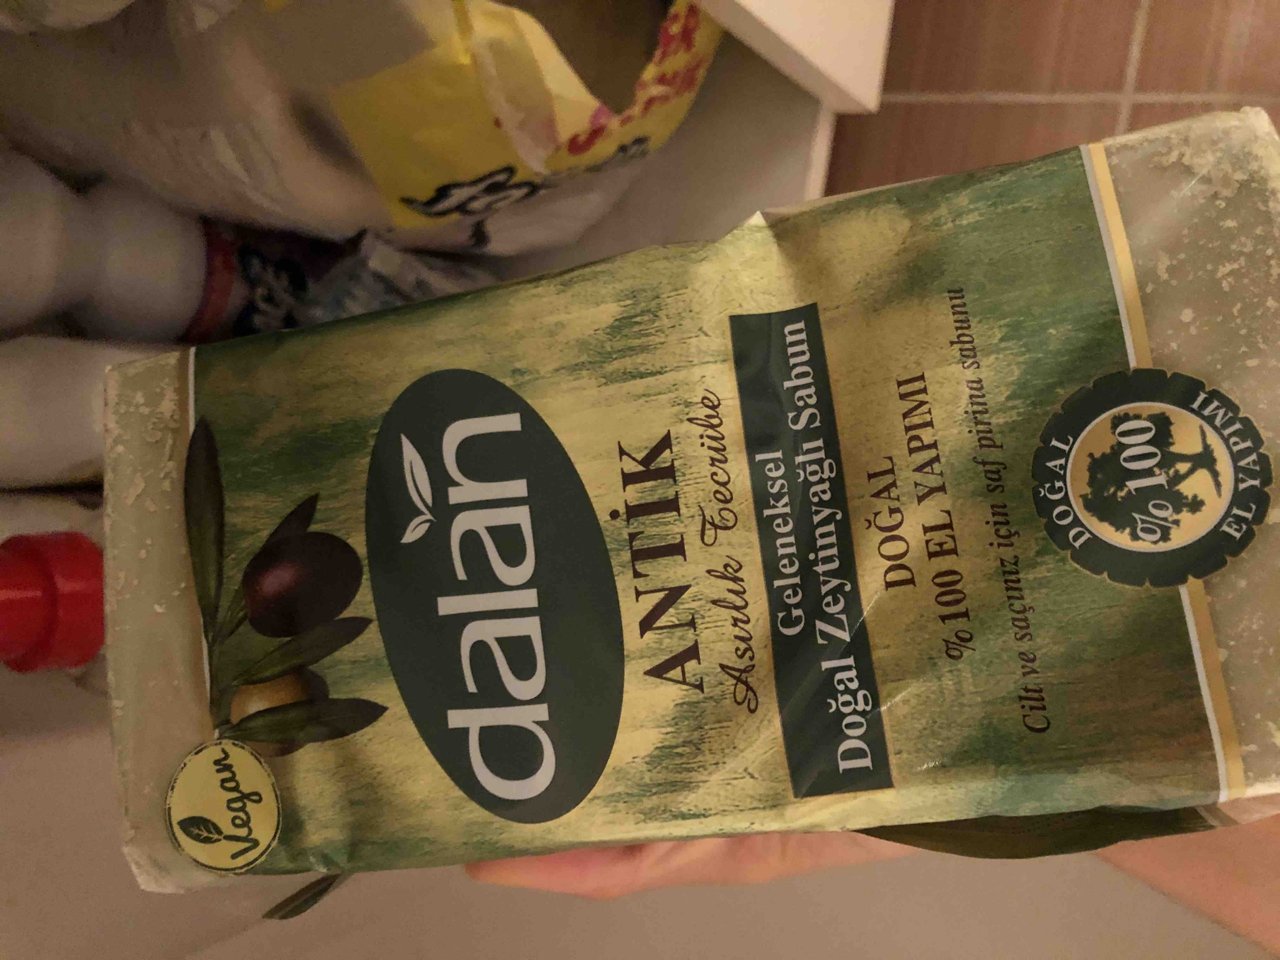 Vegan
dalan
ANTİK
Asırlık Tecrübe
Geleneksel
Doğal Zeytinyağlı Sabun
DOĞAL
% 100 EL YAPIMI
Cilt ve saçınız için saf pirina sabunu
DOĞAL
% 100
EL YAPIMI